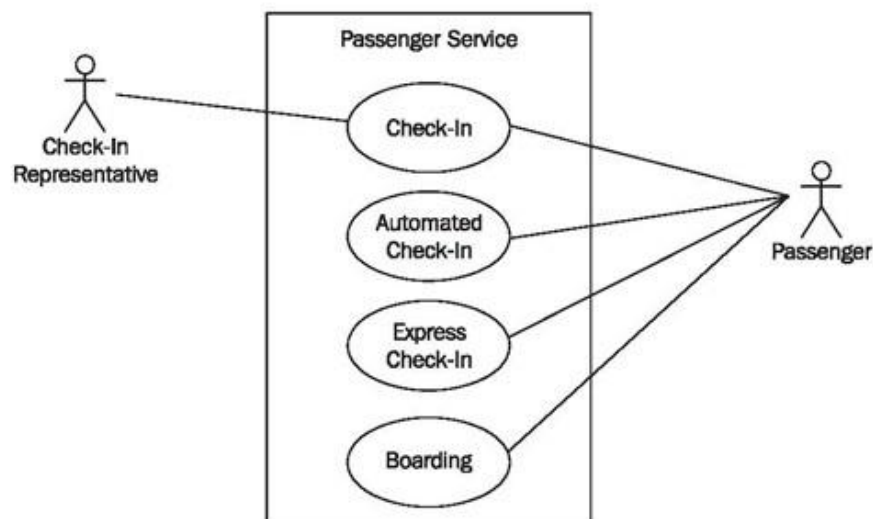 Passenger Service
Check-In
Check-In
Representative
Automated
Check-In
Passenger
Express
Check-In
Boarding